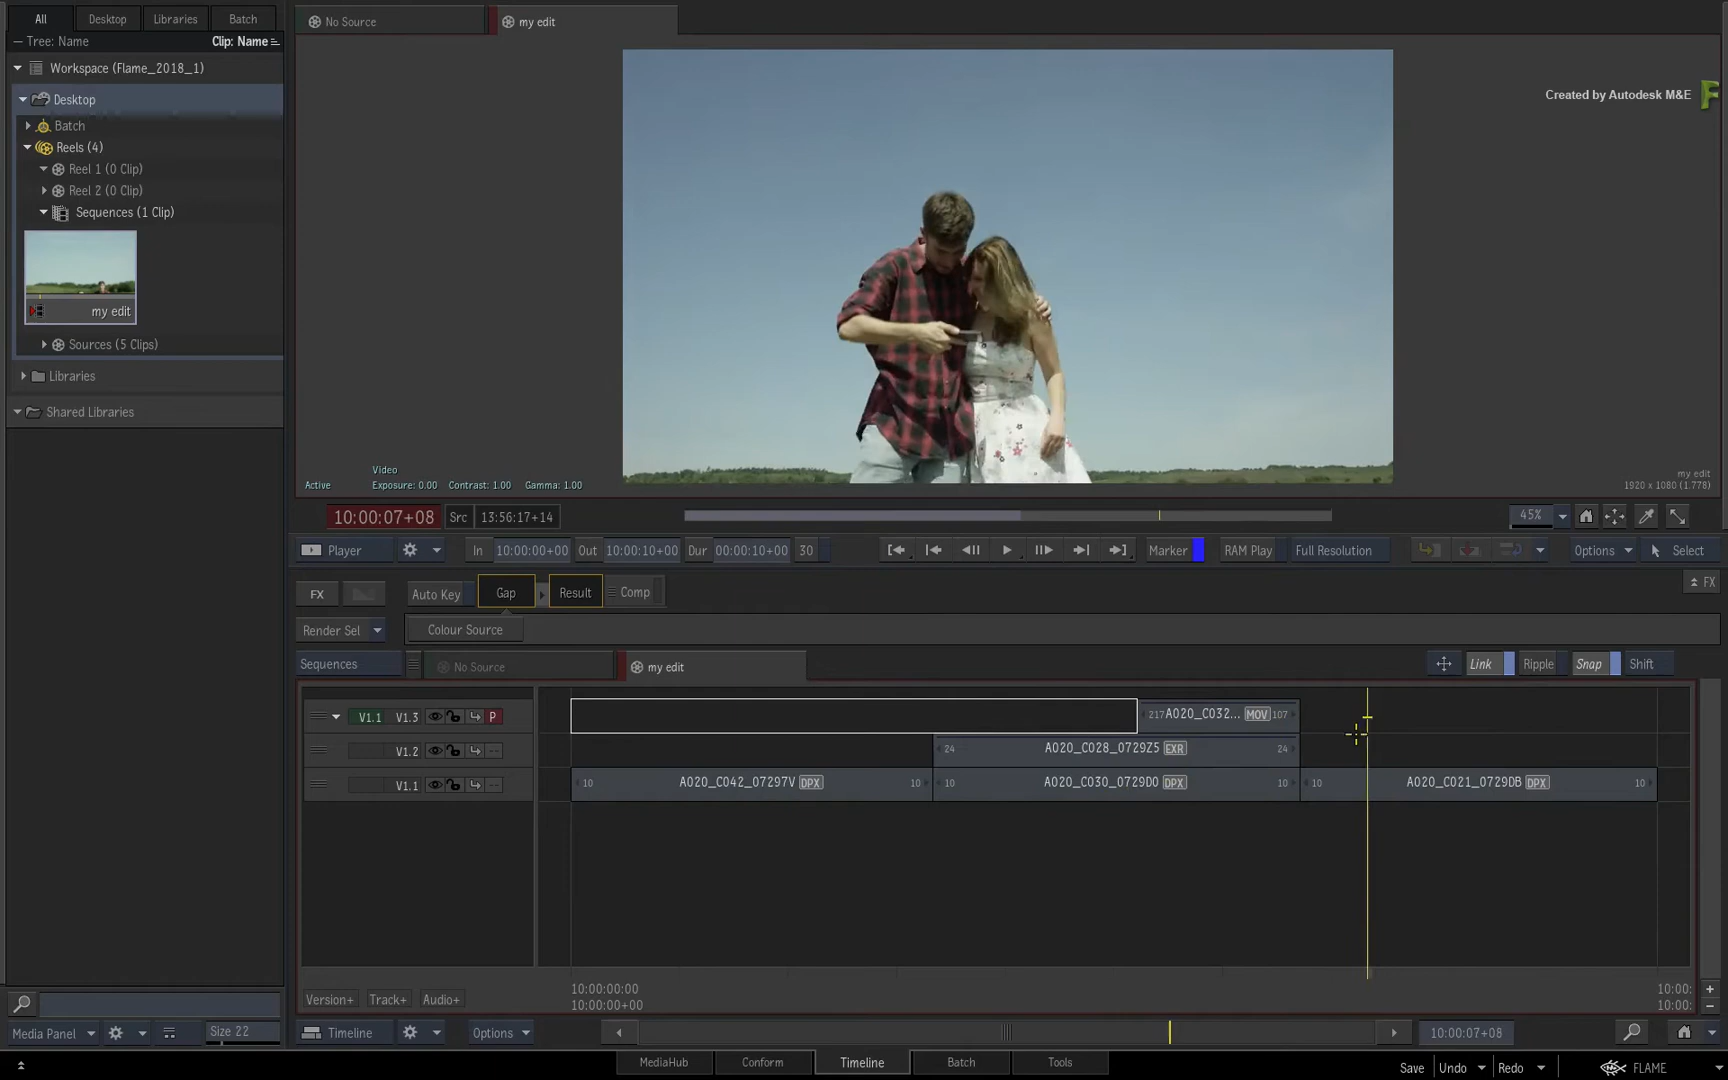 All Desktop Libraries Batch
Tree: Name Clip: Name
Workspace (Flame_2018_1)
Desktop
Batch
Reels (4)
Reel 1 (0 Clip)
Reel 2 (0 Clip)
Sequences (1 Clip)
my edit
Sources (5 Clips)
Libraries
Shared Libraries
No Source my edit
Created by Autodesk M&E
Video
Active Exposure: 0.00 Contrast: 1.00 Gamma: 1.00
my edit
1920 x 1080 (1.778)
10:00:07+08 Src 13:56:17+14 45%
Player In 10:00:00+00 Out 10:00:10+00 Dur 00:00:10+00 30 Marker RAM Play Full Resolution Options Select
FX Auto Key Gap Result Comp FX
Render Sel Colour Source
Sequences No Source my edit Link Ripple Snap Shift
V1.1 V1.3 P 217 A020_C032... MOV 107
V1.2 24 A020_C028_0729Z5 EXR 24
V1.1 10 A020_C042_07297V DPX 10 10 A020_C030_0729D0 DPX 10 10 A020_C021_0729DB DPX 10
Version+ Track+ Audio+ 10:00:00:00 10:00:
10:00:00+00 10:00:
Media Panel Size 22 Timeline Options 10:00:07+08
MediaHub Conform Timeline Batch Tools Save Undo Redo FLAME